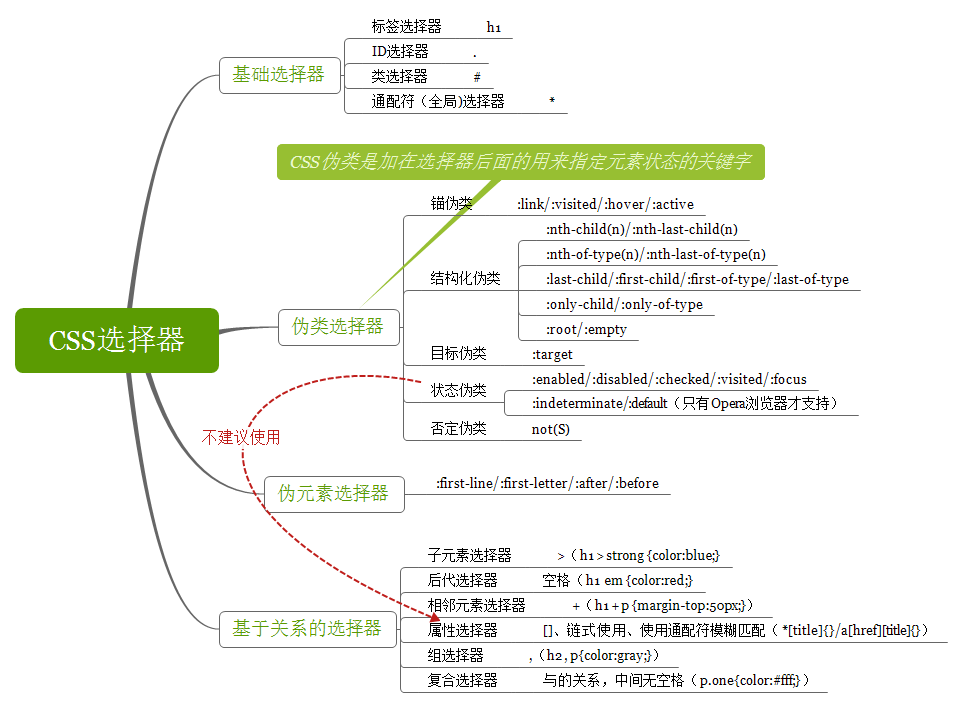 CSS选择器
基础选择器
标签选择器 h1
ID选择器 .
类选择器 #
通配符（全局)选择器 *
CSS伪类是加在选择器后面的用来指定元素状态的关键字
伪类选择器
锚伪类 :link/:visited/:hover/:active
结构化伪类
:nth-child(n)/:nth-last-child(n)
:nth-of-type(n)/:nth-last-of-type(n)
:last-child/:first-child/:first-of-type/:last-of-type
:only-child/:only-of-type
:root/:empty
目标伪类 :target
状态伪类
:enabled/:disabled/:checked/:visited/:focus
:indeterminate/:default（只有Opera浏览器才支持）
否定伪类 not(S)
不建议使用
伪元素选择器
:first-line/:first-letter/:after/:before
基于关系的选择器
子元素选择器 >（h1 > strong {color:blue;}
后代选择器 空格（h1 em {color:red;}
相邻元素选择器 +（h1 + p {margin-top:50px;}）
属性选择器 []、链式使用、使用通配符模糊匹配（ *[title]{}/a[href][title]{}）
组选择器 ,（h2 , p{color:gray;}）
复合选择器 与的关系，中间无空格（p.one{color:#fff;}）